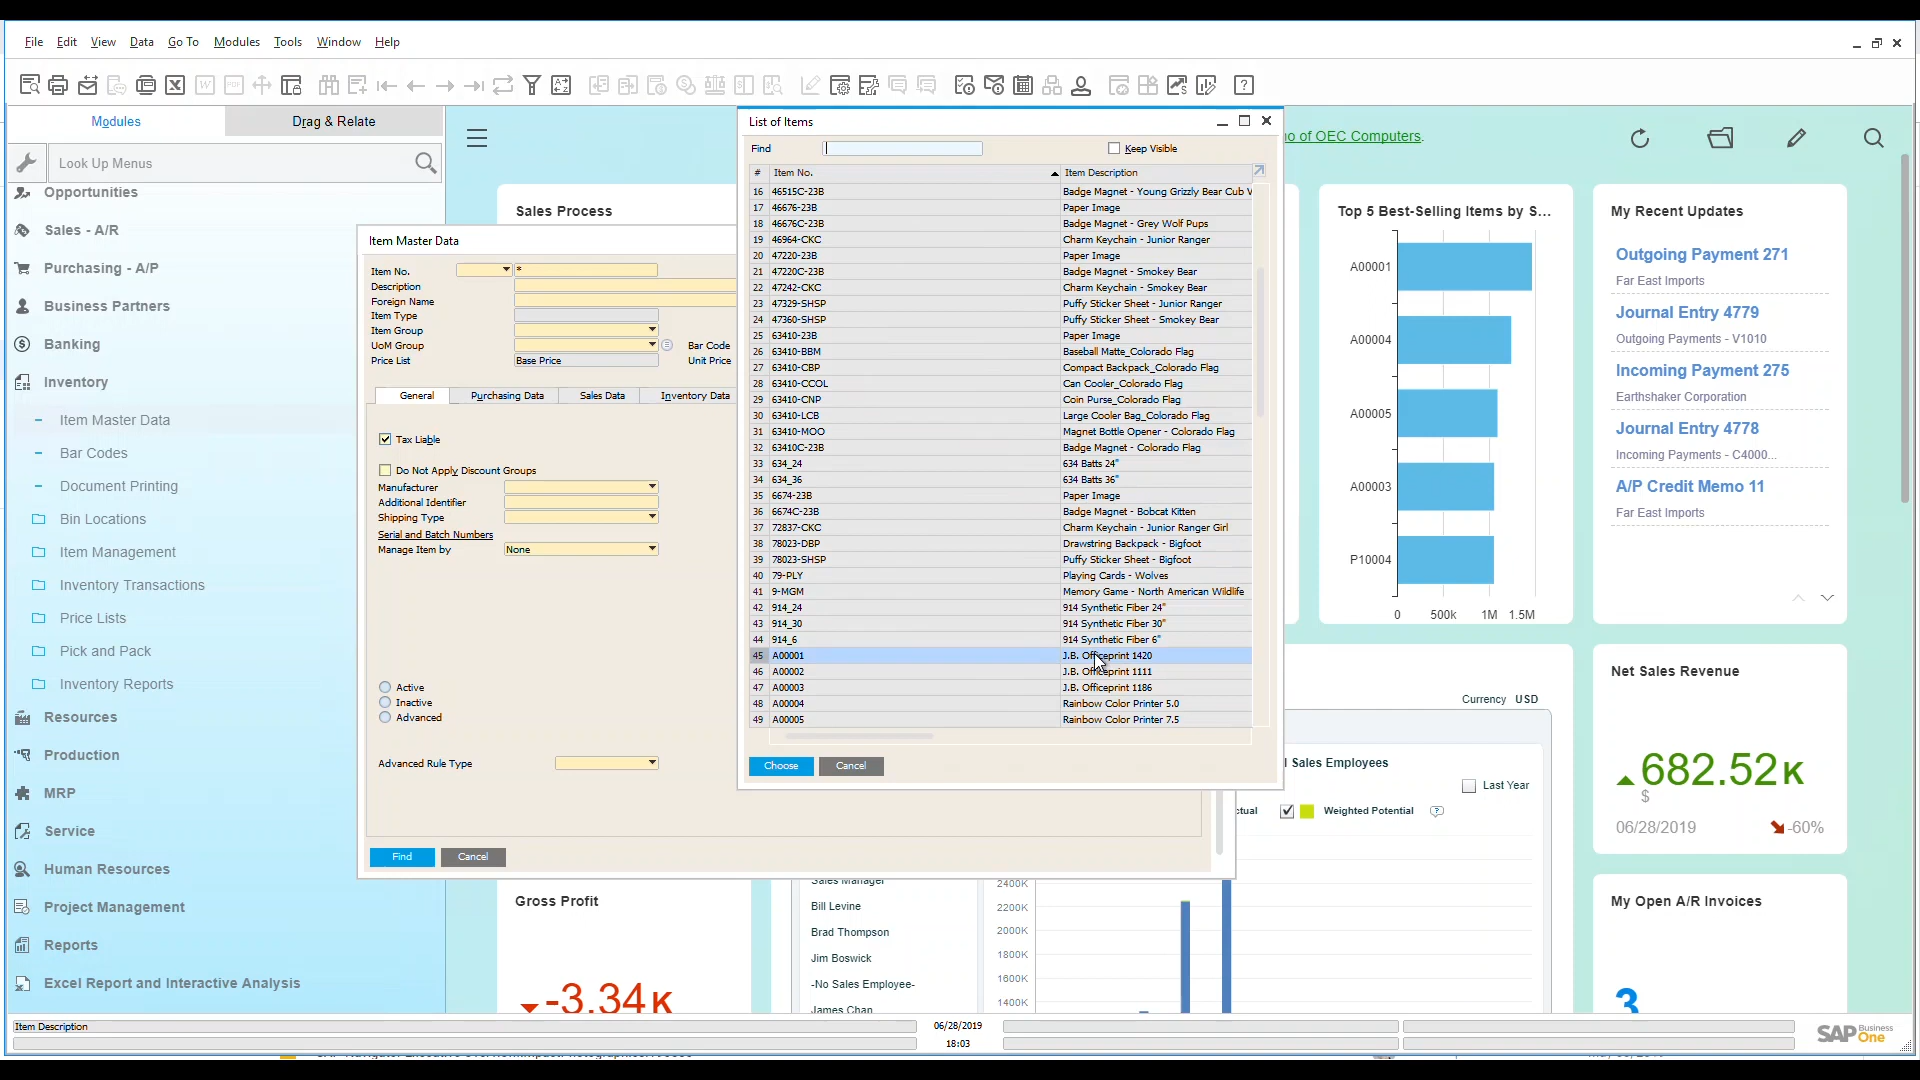 File Edit View Data Go To Modules Tools Window Help
Modules Drag & Relate
Look Up Menus
Opportunities
Sales - A/R
Purchasing - A/P
Business Partners
Banking
Inventory
Item Master Data
Bar Codes
Document Printing
Bin Locations
Item Management
Inventory Transactions
Price Lists
Pick and Pack
Inventory Reports
Resources
Production
MRP
Service
Human Resources
Project Management
Reports
Excel Report and Interactive Analysis
of OEC Computers.
Sales Process
Item Master Data
Item No. *
Description
Foreign Name
Item Type
Item Group
UoM Group Bar Code
Price List Base Price Unit Price
General Purchasing Data Sales Data Inventory Data
Tax Liable
Do Not Apply Discount Groups
Manufacturer
Additional Identifier
Shipping Type
Serial and Batch Numbers
Manage Item by None
Active
Inactive
Advanced
Advanced Rule Type
Find Cancel
List of Items
Find Keep Visible
# Item No. Item Description
16 46515C-23B Badge Magnet - Young Grizzly Bear Cub
17 46676-23B Paper Image
18 46676C-23B Badge Magnet - Grey Wolf Pups
19 46964-CKC Charm Keychain - Junior Ranger
20 47220-23B Paper Image
21 47220C-23B Badge Magnet - Smokey Bear
22 47242-CKC Charm Keychain - Smokey Bear
23 47329-SHSP Puffy Sticker Sheet - Junior Ranger
24 47360-SHSP Puffy Sticker Sheet - Smokey Bear
25 63410-23B Paper Image
26 63410-BBM Baseball Matte_Colorado Flag
27 63410-CBP Compact Backpack_Colorado Flag
28 63410-CCOL Can Cooler_Colorado Flag
29 63410-CNP Coin Purse_Colorado Flag
30 63410-LCB Large Cooler Bag_Colorado Flag
31 63410-MOO Magnet Bottle Opener - Colorado Flag
32 63410C-23B Badge Magnet - Colorado Flag
33 634_24 634 Batts 24"
34 634_36 634 Batts 36"
35 6674-23B Paper Image
36 6674C-23B Badge Magnet - Bobcat Kitten
37 72837-CKC Charm Keychain - Junior Ranger Girl
38 78023-DBP Drawstring Backpack - Bigfoot
39 78023-SHSP Puffy Sticker Sheet - Bigfoot
40 79-PLY Playing Cards - Wolves
41 9-MGM Memory Game - North American Wildlife
42 914_24 914 Synthetic Fiber 24"
43 914_30 914 Synthetic Fiber 30"
44 914_6 914 Synthetic Fiber 6"
45 A00001 J.B. Officeprint 1420
46 A00002 J.B. Officeprint 1111
47 A00003 J.B. Officeprint 1186
48 A00004 Rainbow Color Printer 5.0
49 A00005 Rainbow Color Printer 7.5
Choose Cancel
Top 5 Best-Selling Items by S...
A00001
A00004
A00005
A00003
P10004
0 500k 1M 1.5M
My Recent Updates
Outgoing Payment 271
Far East Imports
Journal Entry 4779
Outgoing Payments - V1010
Incoming Payment 275
Earthshaker Corporation
Journal Entry 4778
Incoming Payments - C4000...
A/P Credit Memo 11
Far East Imports
Currency USD
Sales Employees
Last Year
Weighted Potential
2400K
2200K
2000K
1800K
1600K
1400K
Sales Manager
Bill Levine
Brad Thompson
Jim Boswick
-No Sales Employee-
James Chan
Gross Profit
-3.34K
Net Sales Revenue
682.52K
$
06/28/2019 -60%
My Open A/R Invoices
3
Item Description 06/28/2019
18:03
SAP Business One